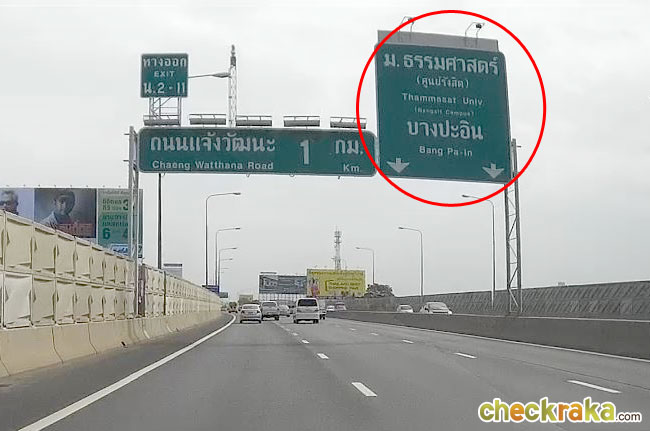 ทางออก
EXIT
น.2-11
ถนนแจ้งวัฒนะ 1 กม.
Chaeng Watthana Road Km.
ม.ธรรมศาสตร์
(ศูนย์รังสิต)
Thammasat Univ.
(Rangsit Campus)
บางปะอิน
Bang Pa-in
checkraka.com